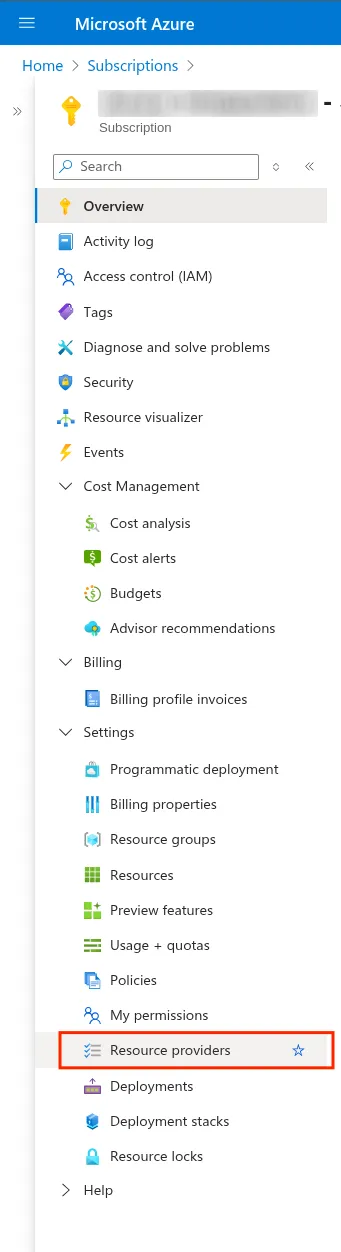 Microsoft Azure
Home > Subscriptions >
Subscription
Search
Overview
Activity log
Access control (IAM)
Tags
Diagnose and solve problems
Security
Resource visualizer
Events
Cost Management
Cost analysis
Cost alerts
Budgets
Advisor recommendations
Billing
Billing profile invoices
Settings
Programmatic deployment
Billing properties
Resource groups
Resources
Preview features
Usage + quotas
Policies
My permissions
Resource providers
Deployments
Deployment stacks
Resource locks
Help